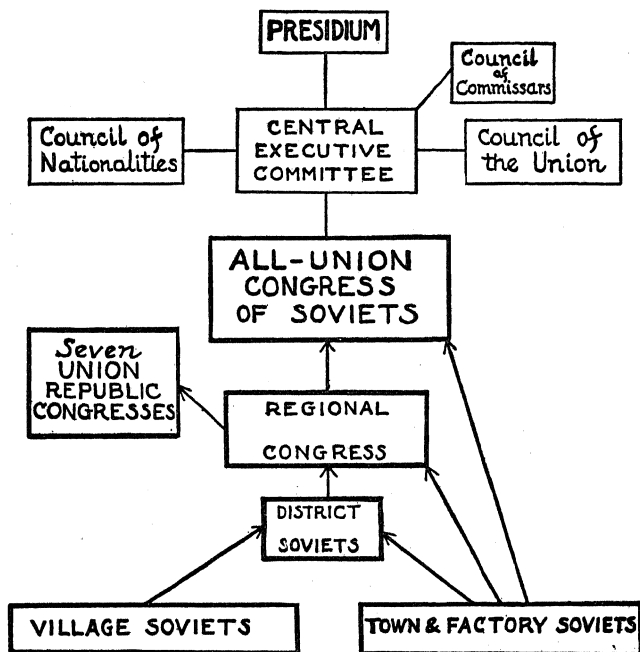 PRESIDIUM
Council
of
Commissars
Council of
Nationalities
CENTRAL
EXECUTIVE
COMMITTEE
Council of
the Union
ALL-UNION
CONGRESS
OF SOVIETS
Seven
UNION
REPUBLIC
CONGRESSES
REGIONAL
CONGRESS
DISTRICT
SOVIETS
VILLAGE SOVIETS
TOWN & FACTORY SOVIETS